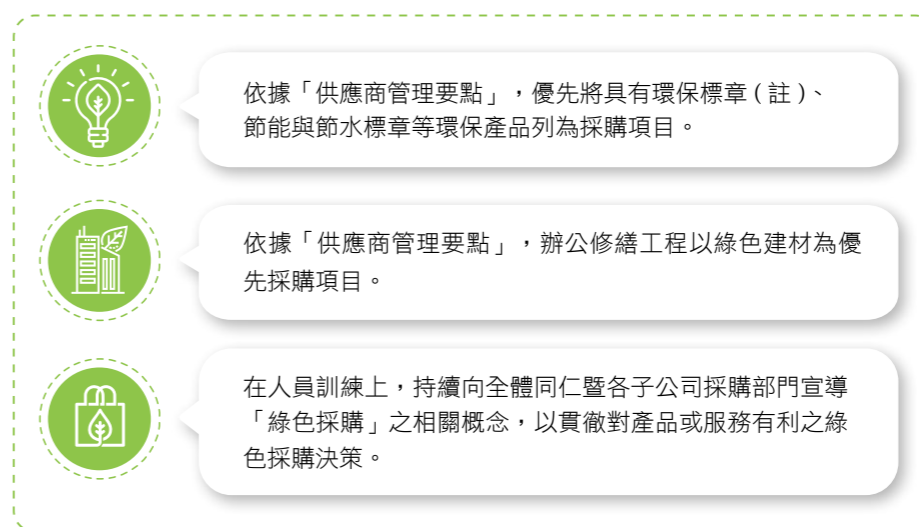 依據「供應商管理要點」，優先將具有環保標章（註）、
節能與節水標章等環保產品列為採購項目。
依據「供應商管理要點」，辦公修繕工程以綠色建材為優
先採購項目。
在人員訓練上，持續向全體同仁暨各子公司採購部門宣導
「綠色採購」之相關概念，以貫徹對產品或服務有利之綠
色採購決策。